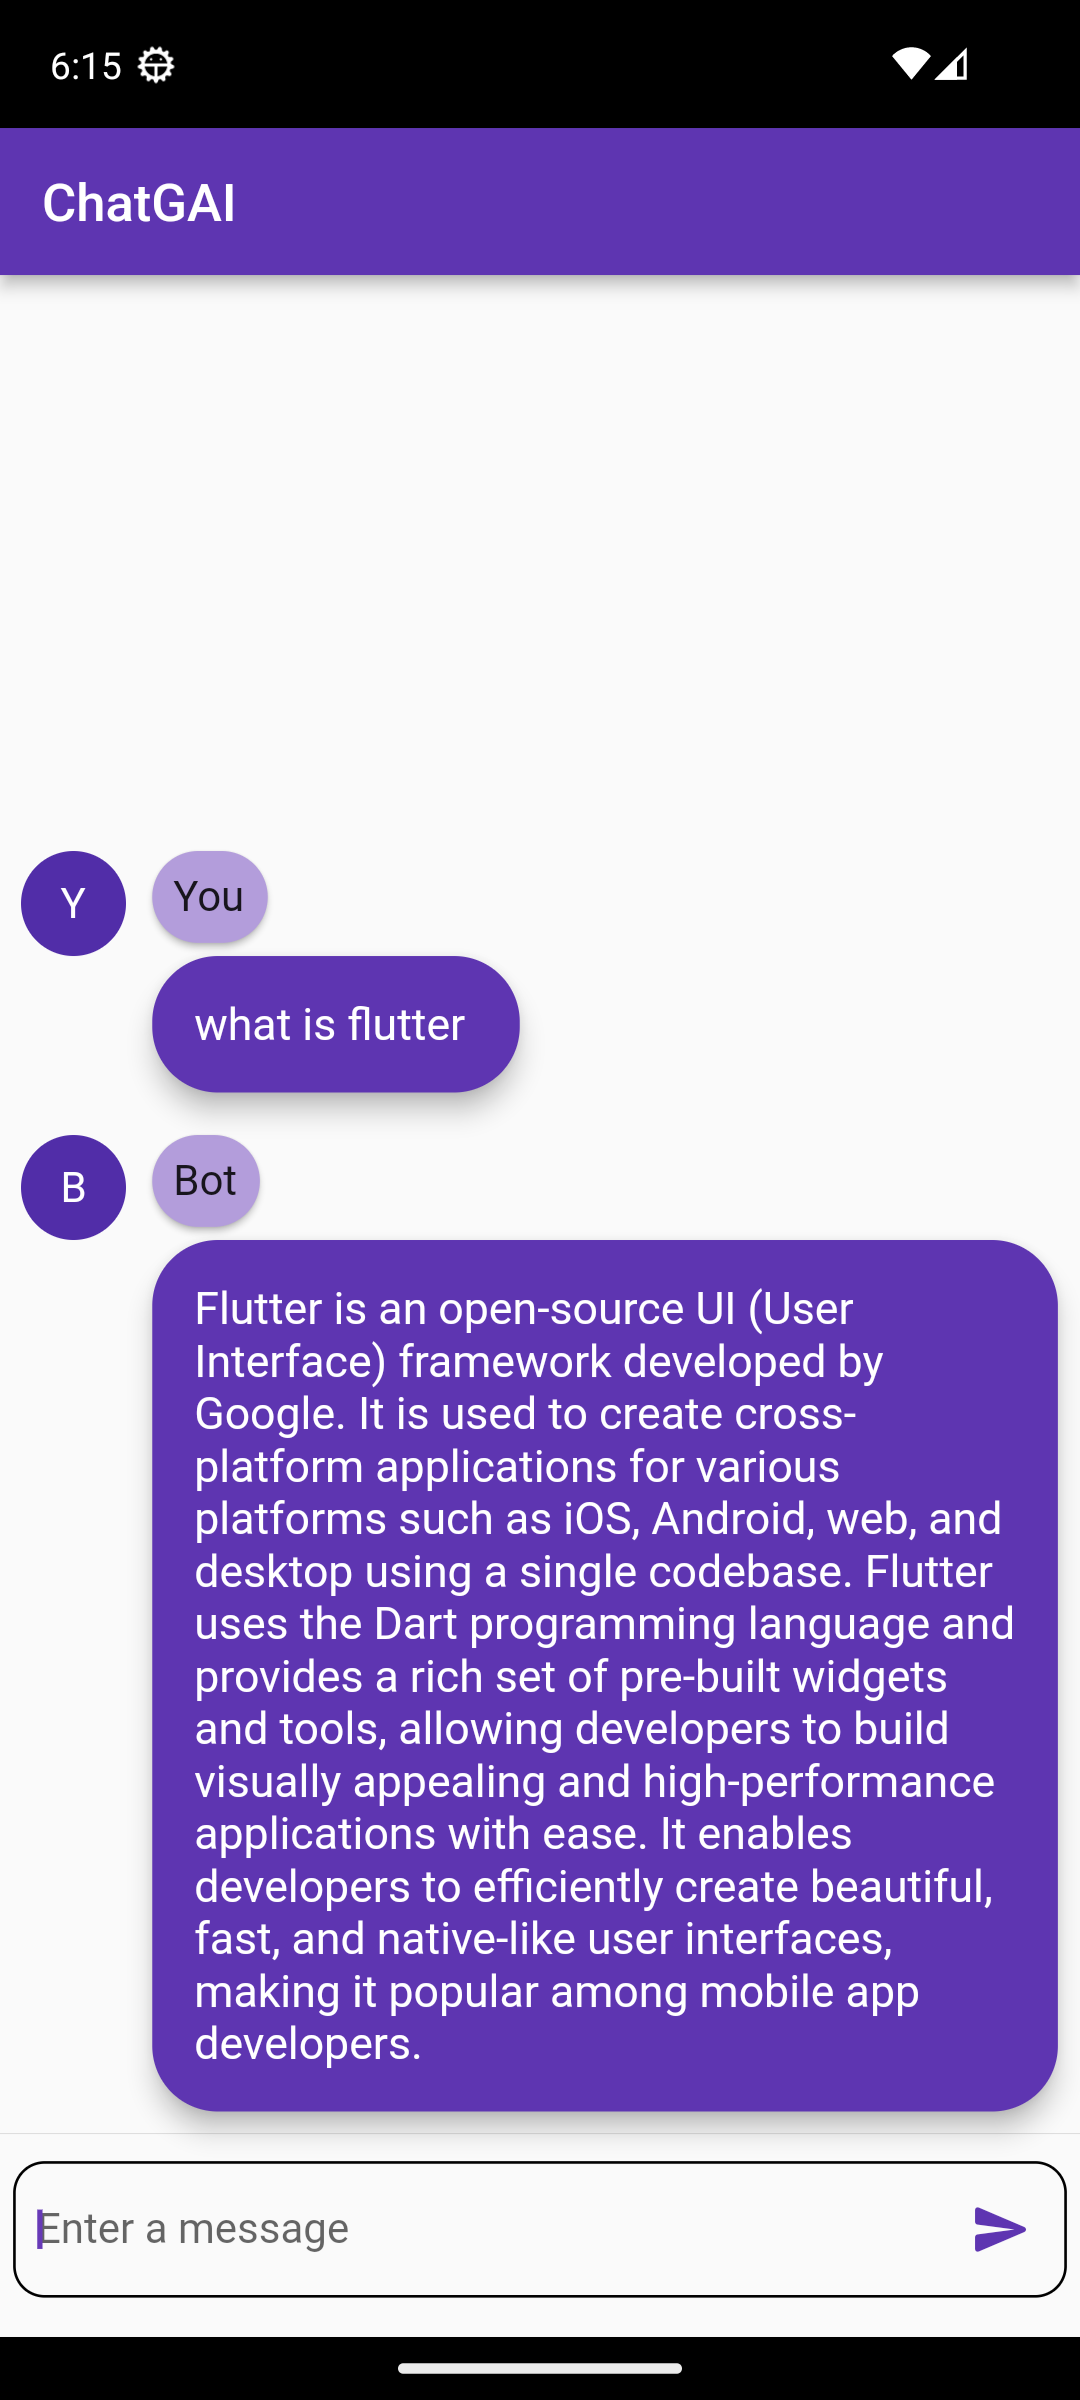 6:15
ChatGAI
Y
You
what is flutter
B
Bot
Flutter is an open-source UI (User
Interface) framework developed by
Google. It is used to create cross-
platform applications for various
platforms such as iOS, Android, web, and
desktop using a single codebase. Flutter
uses the Dart programming language and
provides a rich set of pre-built widgets
and tools, allowing developers to build
visually appealing and high-performance
applications with ease. It enables
developers to efficiently create beautiful,
fast, and native-like user interfaces,
making it popular among mobile app
developers.
Enter a message